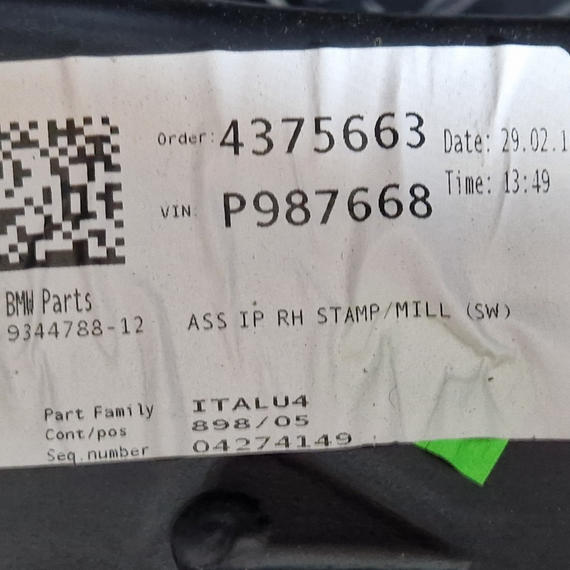 Order: 4375663 Date: 29.02.1
VIN. P987668 Time: 13:49
BMW Parts
9344788-12 ASS IP RH STAMP/MILL (SW)
Part Family ITALU4
Cont/pos 898/05
Seq.number 04274149